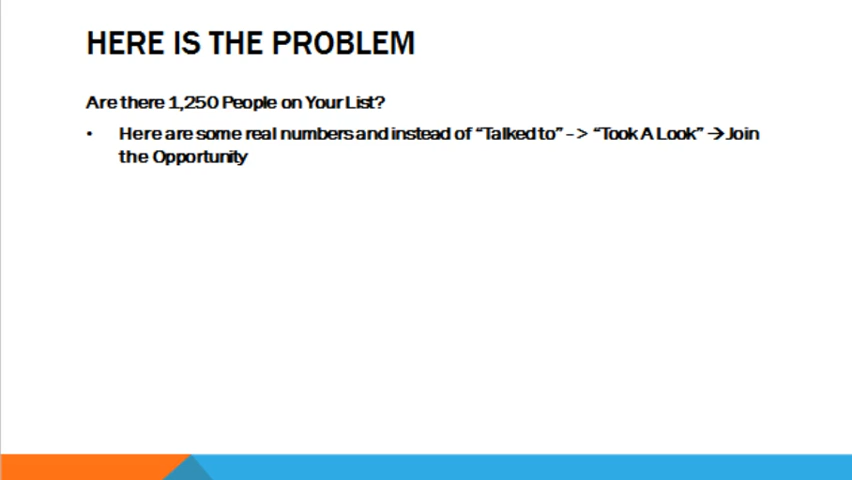 HERE IS THE PROBLEM
Are there 1,250 People on Your List?
• Here are some real numbers and instead of “Talked to” -> “Took A Look” →Join
the Opportunity